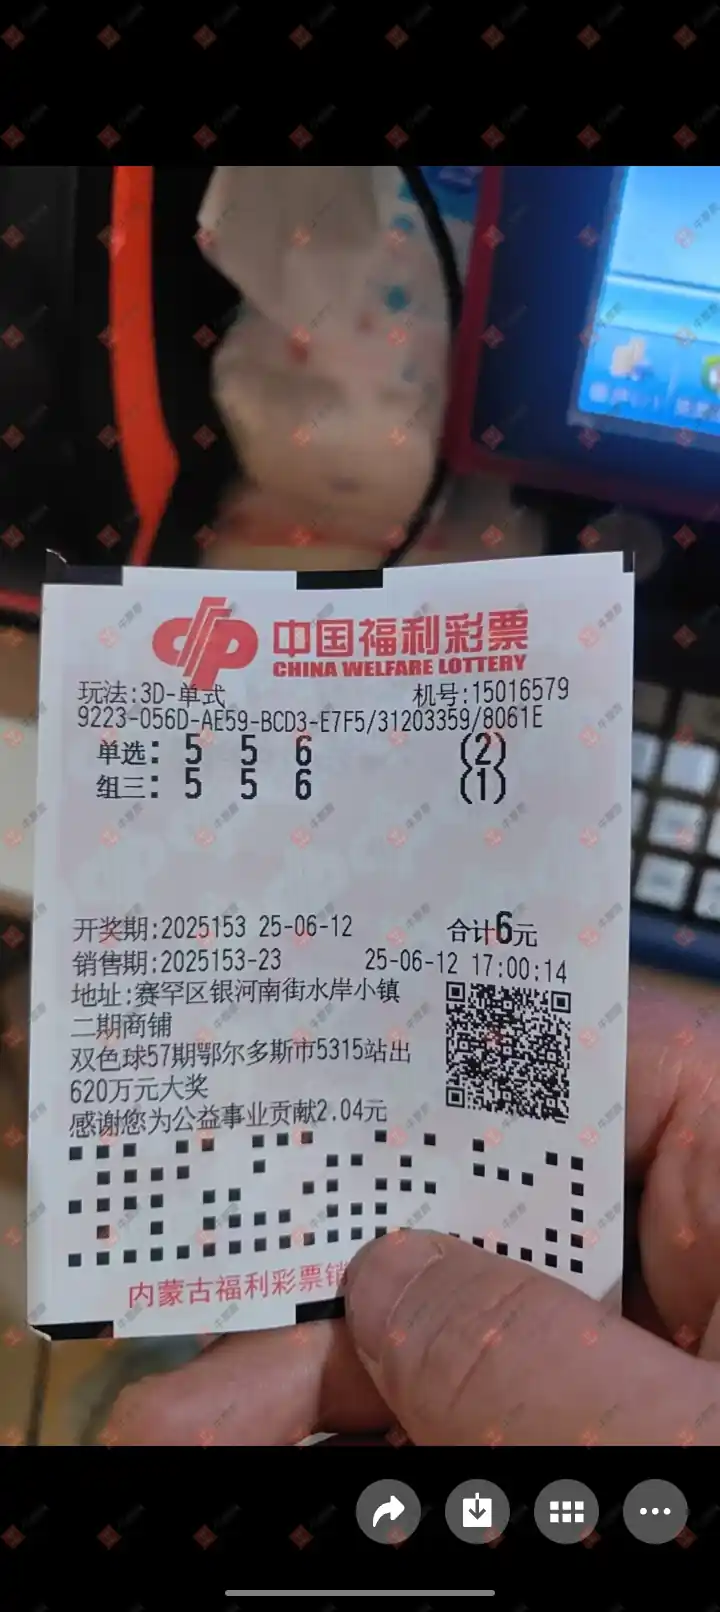 中国福利彩票
CHINA WELFARE LOTTERY
玩法:3D-单式 机号:15016579
9223-056D-AE59-BCD3-E7F5/31203359/8061E
单选: 5 5 6 (2)
组三: 5 5 6 (1)
开奖期:2025153 25-06-12 合计6元
销售期:2025153-23 25-06-12 17:00:14
地址:赛罕区银河南街水岸小镇
二期商铺
双色球57期鄂尔多斯市5315站出
620万元大奖
感谢您为公益事业贡献2.04元
内蒙古福利彩票销